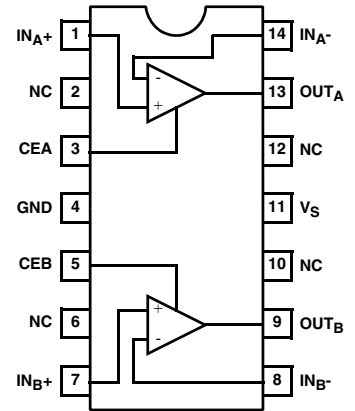 INA+ 1 14 INA-
NC 2 - 13 OUTA
+
CEA 3 12 NC
GND 4 11 VS
CEB 5 10 NC
NC 6 + 9 OUTB
-
INB+ 7 8 INB-